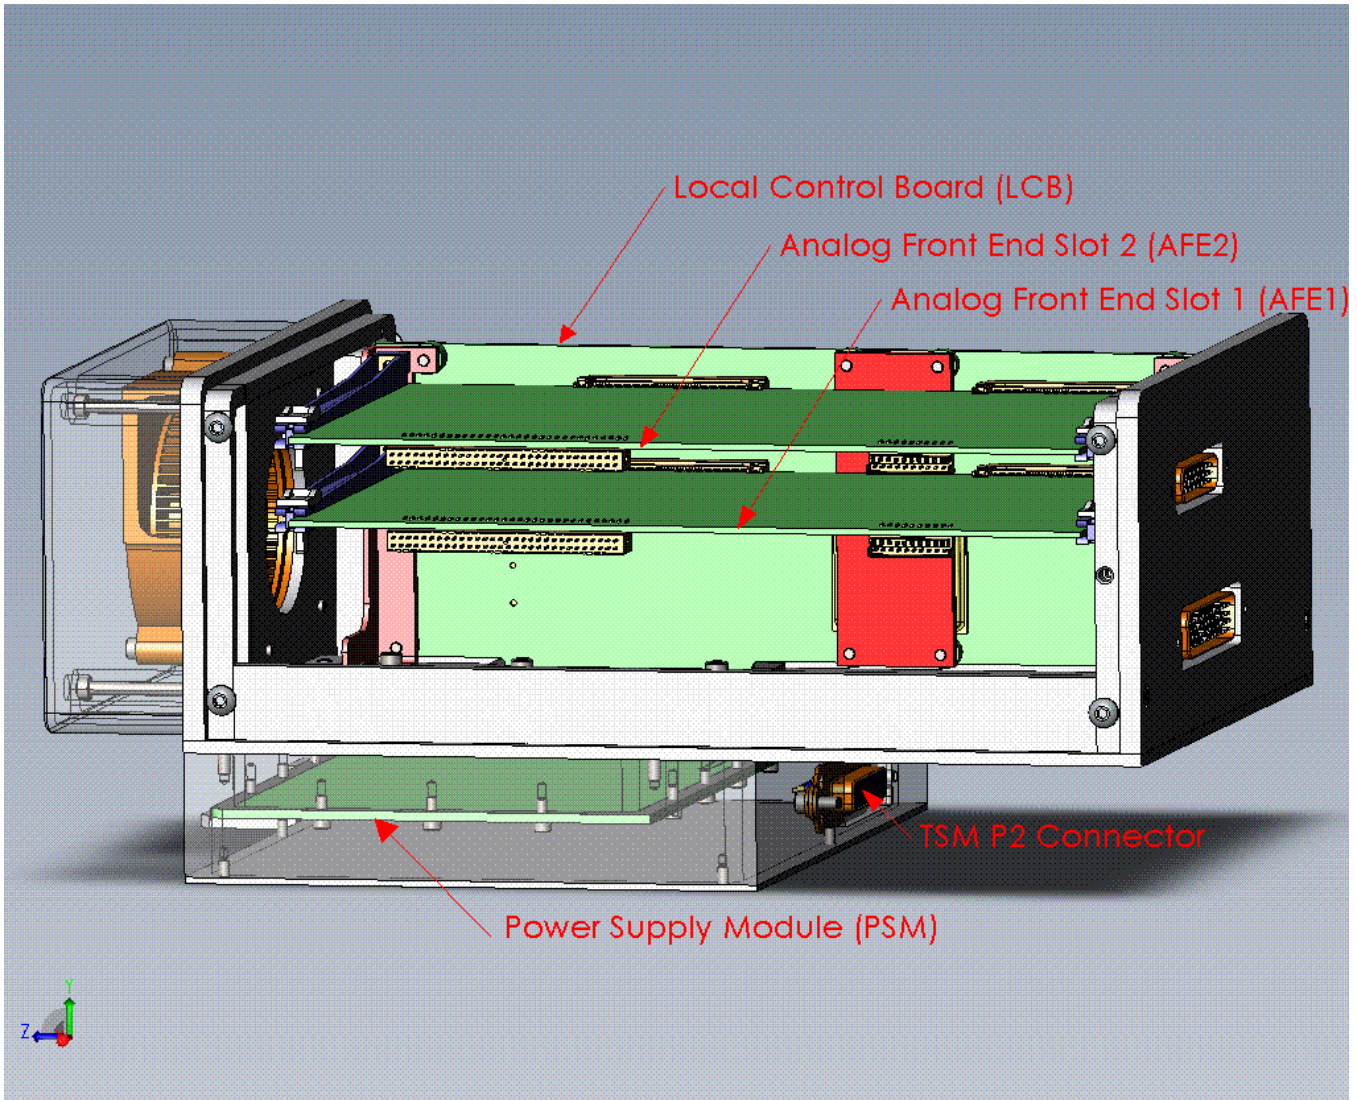 Local Control Board (LCB)
Analog Front End Slot 2 (AFE2)
Analog Front End Slot 1 (AFE1)
TSM P2 Connector
Power Supply Module (PSM)
Y
Z